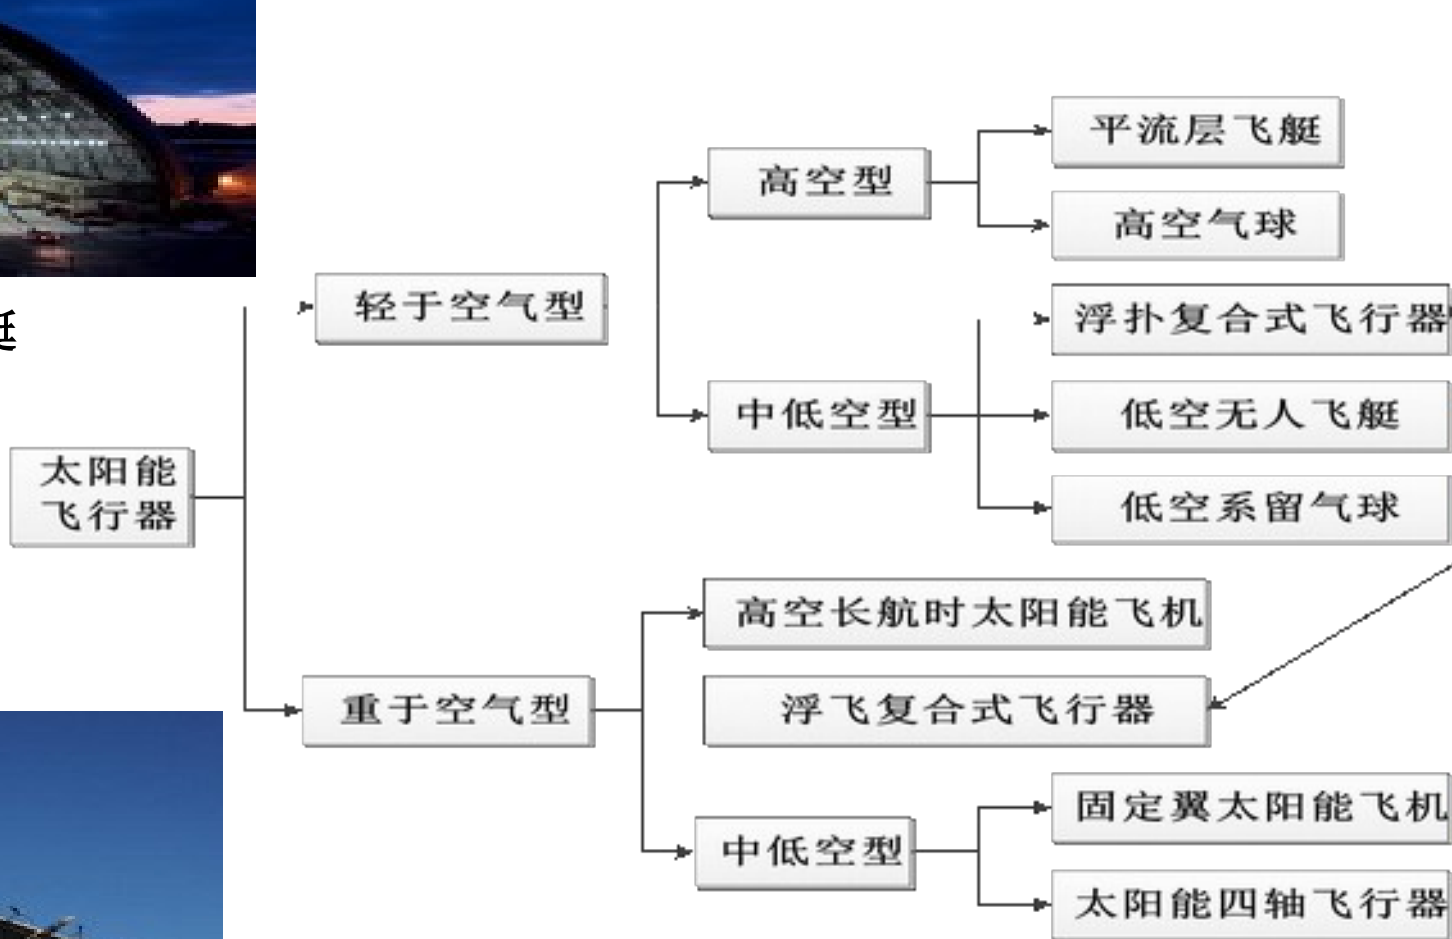 平流层飞艇
高空型
高空气球
轻于空气型
浮扑复合式飞行器
艇
中低空型
低空无人飞艇
太阳能
飞行器
低空系留气球
高空长航时太阳能飞机
重于空气型
浮飞复合式飞行器
固定翼太阳能飞机
中低空型
太阳能四轴飞行器